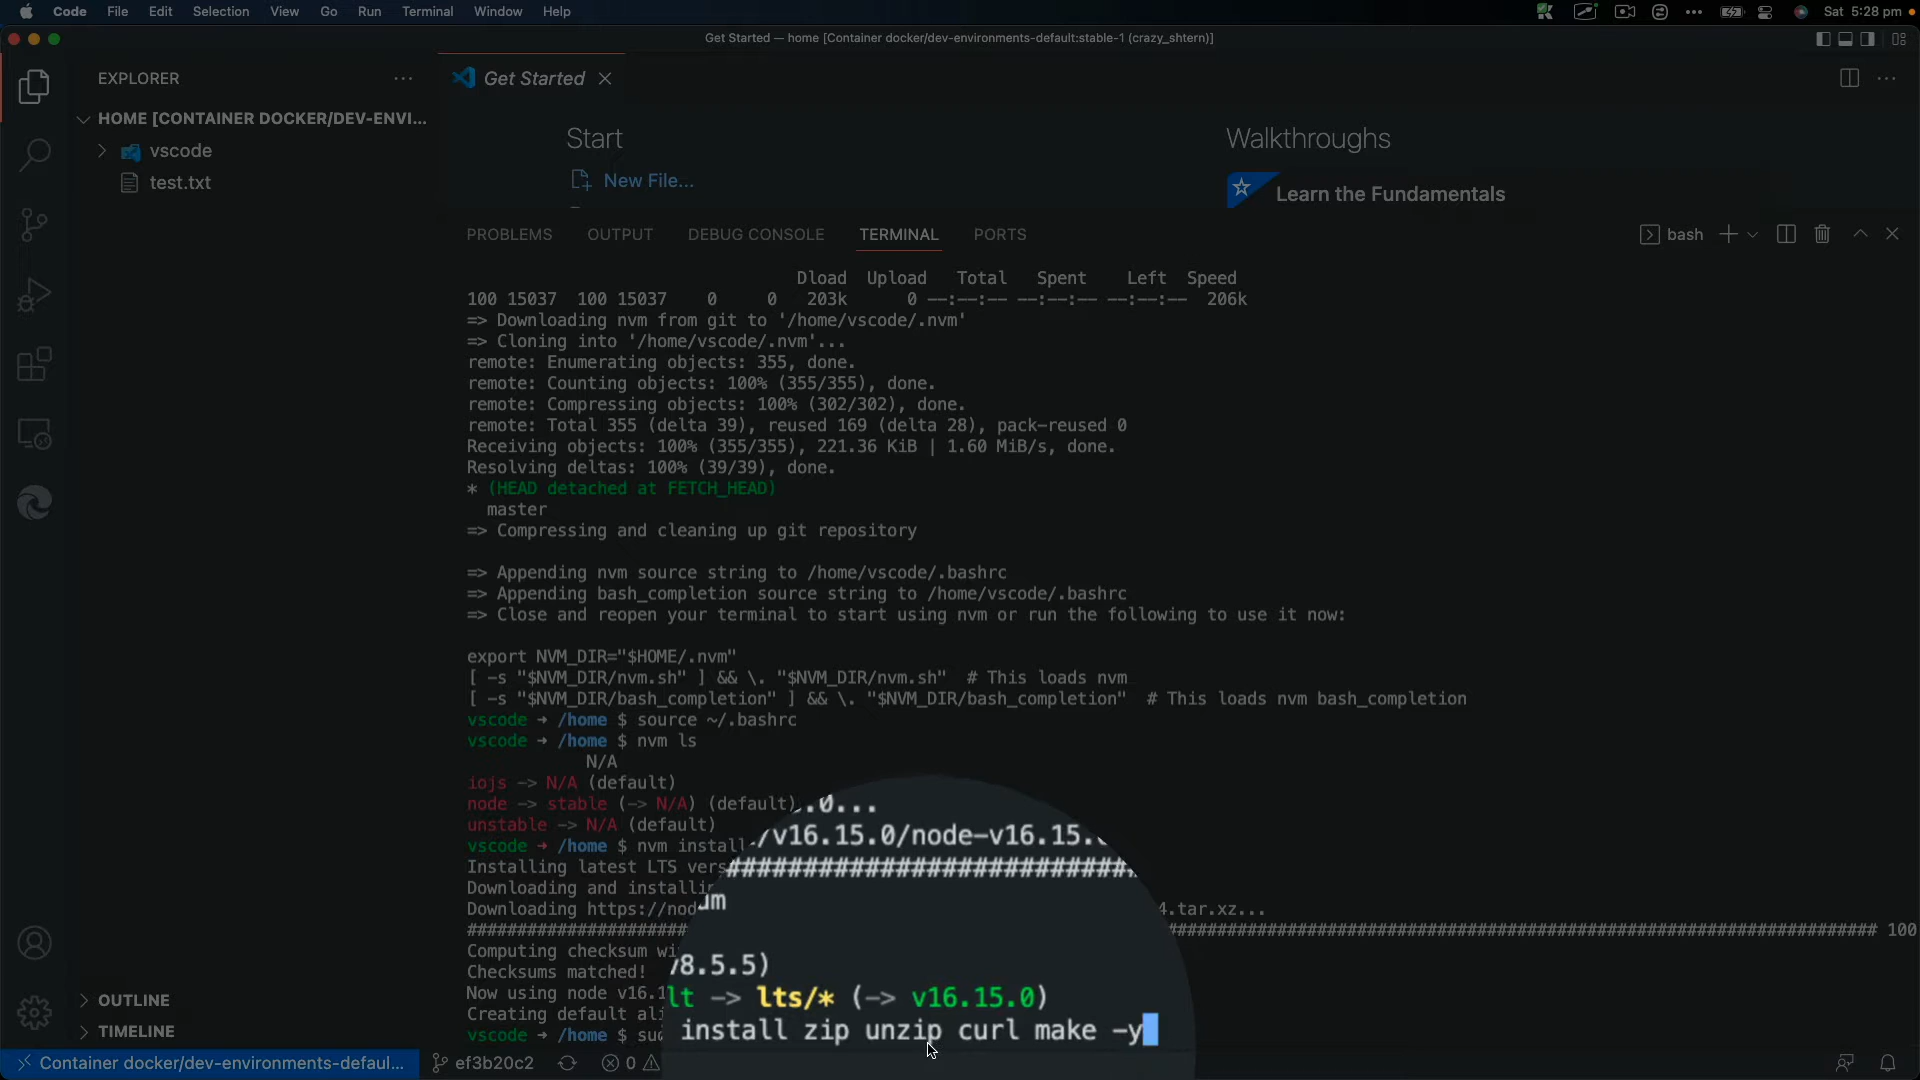 Code File Edit Selection View Go Run Terminal Window Help
Sat 5:28 pm
Get Started — home [Container docker/dev-environments-default:stable-1 (crazy_shtern)]
EXPLORER
Get Started
HOME [CONTAINER DOCKER/DEV-ENVI...
vscode
test.txt
Start
New File...
Walkthroughs
Learn the Fundamentals
PROBLEMS OUTPUT DEBUG CONSOLE TERMINAL PORTS
bash
Dload Upload Total Spent Left Speed
100 15037 100 15037 0 0 203k 0 --:--:-- --:--:-- --:--:-- 206k
=> Downloading nvm from git to '/home/vscode/.nvm'
=> Cloning into '/home/vscode/.nvm'...
remote: Enumerating objects: 355, done.
remote: Counting objects: 100% (355/355), done.
remote: Compressing objects: 100% (302/302), done.
remote: Total 355 (delta 39), reused 169 (delta 28), pack-reused 0
Receiving objects: 100% (355/355), 221.36 KiB | 1.60 MiB/s, done.
Resolving deltas: 100% (39/39), done.
* (HEAD detached at FETCH_HEAD)
master
=> Compressing and cleaning up git repository
=> Appending nvm source string to /home/vscode/.bashrc
=> Appending bash_completion source string to /home/vscode/.bashrc
=> Close and reopen your terminal to start using nvm or run the following to use it now:
export NVM_DIR="$HOME/.nvm"
[ -s "$NVM_DIR/nvm.sh" ] && \. "$NVM_DIR/nvm.sh" # This loads nvm
[ -s "$NVM_DIR/bash_completion" ] && \. "$NVM_DIR/bash_completion" # This loads nvm bash_completion
vscode → /home $ source ~/.bashrc
vscode → /home $ nvm ls
N/A
iojs -> N/A (default)
node -> stable (-> N/A) (default)
.0...
unstable -> N/A (default)
/v16.15.0/node-v16.15.
vscode → /home $ nvm install
Installing latest LTS vers
Downloading and installi
Downloading https://nod
um
4.tar.xz...
100
Computing checksum wi
Checksums matched!
8.5.5)
Now using node v16.1
lt -> lts/* (-> v16.15.0)
Creating default ali
vscode → /home $ su
install zip unzip curl make -y
OUTLINE
TIMELINE
Container docker/dev-environments-defaul... ef3b20c2 0